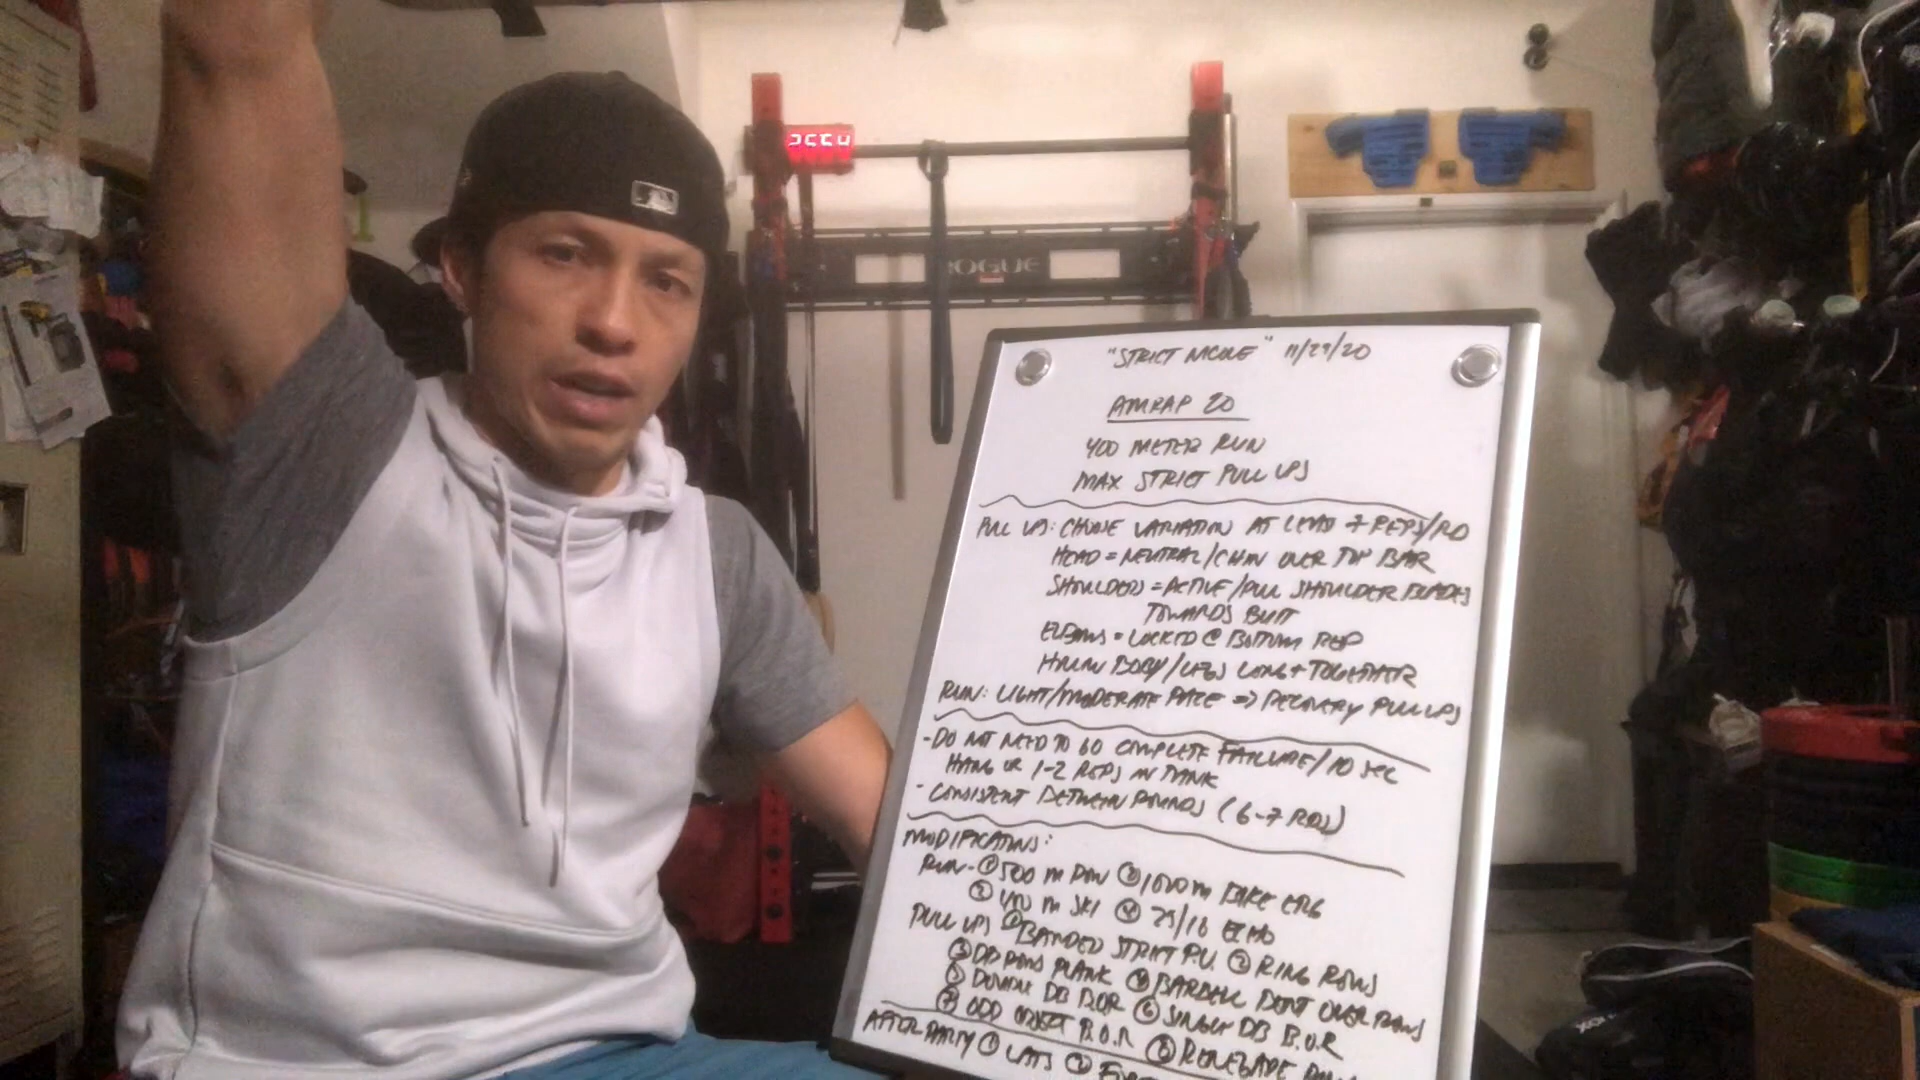 ROGUE
"STRICT MODE" 11/29/20
AMRAP 20
400 METER RUN
MAX STRICT PULL UPS
PULL UPS: CHOSE VARIATION AT LEAST 7 REPS/RD
HEAD = NEUTRAL/CHIN OVER TOP BAR
SHOULDERS = ACTIVE/PULL SHOULDER BLADES
TOWARDS BUTT
ELBOWS = LOCKED @ BOTTOM REP
HOLLOW BODY/LEGS LONG + TOGETHER
RUN: LIGHT/MODERATE PACE => RECOVERY PULL UPS
- DO NOT NEED TO GO COMPLETE FAILURE/10 SEC
HANG OR 1-2 REPS IN TANK
- CONSISTENT BETWEEN ROUNDS (6-7 RDS)
MODIFICATIONS:
RUN - ① 500 M ROW ③ 1000 M BIKE ERG
② 400 M SKI ④ 25/18 ECHO
PULL UPS ① BANDED STRICT P.U. ② RING ROWS
③ DB ROWS PLANK ④ BARBELL BENT OVER ROWS
⑤ DOUBLE DB B.O.R ⑥ SINGLE DB B.O.R
⑦ ODD OBJECT B.O.R ⑧ RENEGADE
AFTER PARTY ① LATS ②